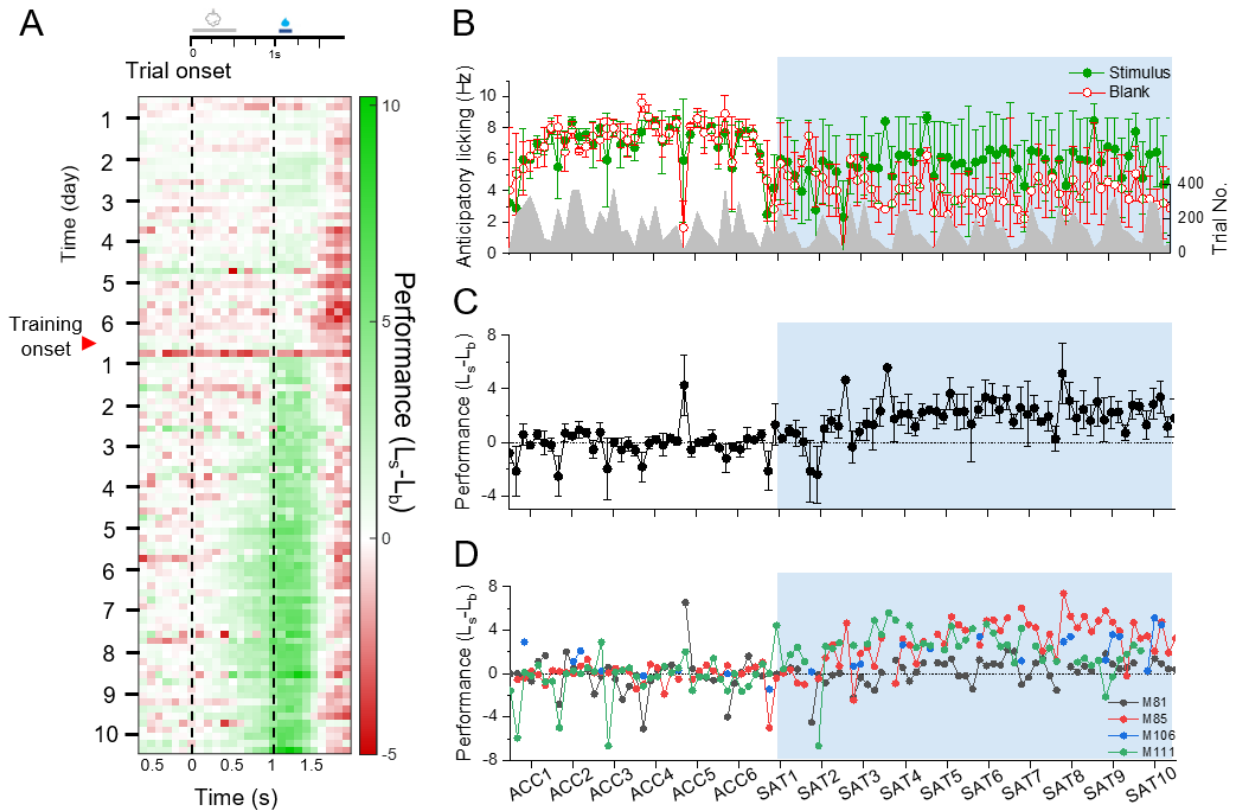 A
0
1s
Trial onset
Time (day)
1
2
3
4
5
6
Training
onset
1
2
3
4
5
6
7
8
9
10
0.5
0
0.5
1
1.5
Time (s)
10
5
0
-5
Performance (Ls-Lb)
B
Anticipatory licking (Hz)
10
8
6
4
2
0
Stimulus
Blank
400
200
0
Trial No.
C
Performance (Ls-Lb)
8
4
0
-4
D
Performance (Ls-Lb)
8
4
0
-4
-8
M81
M85
M106
M111
ACC1
ACC2
ACC3
ACC4
ACC5
ACC6
SAT1
SAT2
SAT3
SAT4
SAT5
SAT6
SAT7
SAT8
SAT9
SAT10